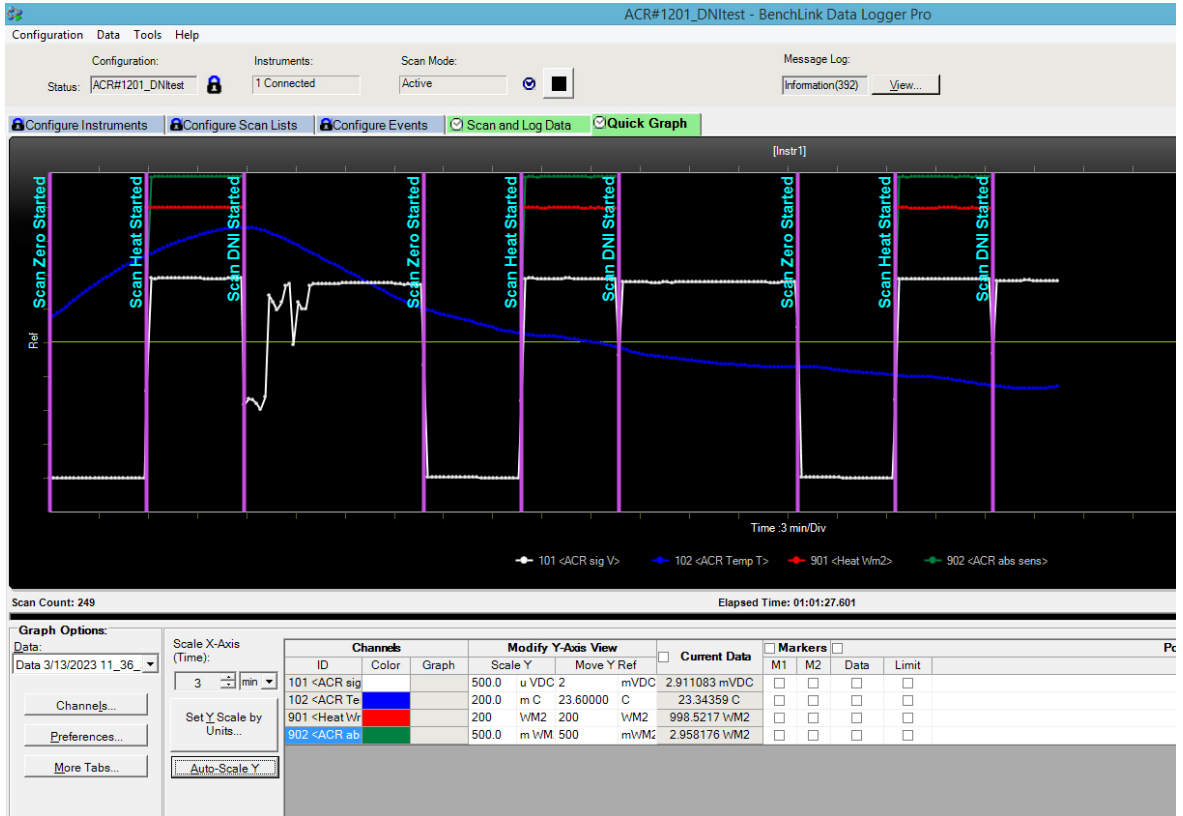 ACR#1201_DNItest - BenchLink Data Logger Pro
Configuration Data Tools Help
Configuration: Instruments: Scan Mode: Message Log:
Status: ACR#1201_DNItest 1 Connected Active Information(392) View...
Configure Instruments Configure Scan Lists Configure Events Scan and Log Data Quick Graph
[Instr1]
Scan Zero Started
Scan Heat Started
Scan DNI Started
Scan Zero Started
Scan Heat Started
Scan DNI Started
Scan Zero Started
Scan Heat Started
Scan DNI Started
Ref
Time :3 min/Div
101 <ACR sig V> 102 <ACR Temp T> 901 <Heat Wm2> 902 <ACR abs sens>
Scan Count: 249 Elapsed Time: 01:01:27.601
Graph Options:
Data:
Data 3/13/2023 11_36_
Channels...
Preferences...
More Tabs...
Scale X-Axis
(Time):
3 min
Set Y Scale by
Units...
Auto-Scale Y
Channels Modify Y-Axis View Current Data Markers Po
ID Color Graph Scale Y Move Y Ref M1 M2 Data Limit
101 <ACR sig 500.0 u VDC 2 mVDC 2.911083 mVDC
102 <ACR Te 200.0 m C 23.60000 C 23.34359 C
901 <Heat Wr 200 WM2 200 WM2 998.5217 WM2
902 <ACR ab 500.0 m WM: 500 mWM2 2.958176 WM2